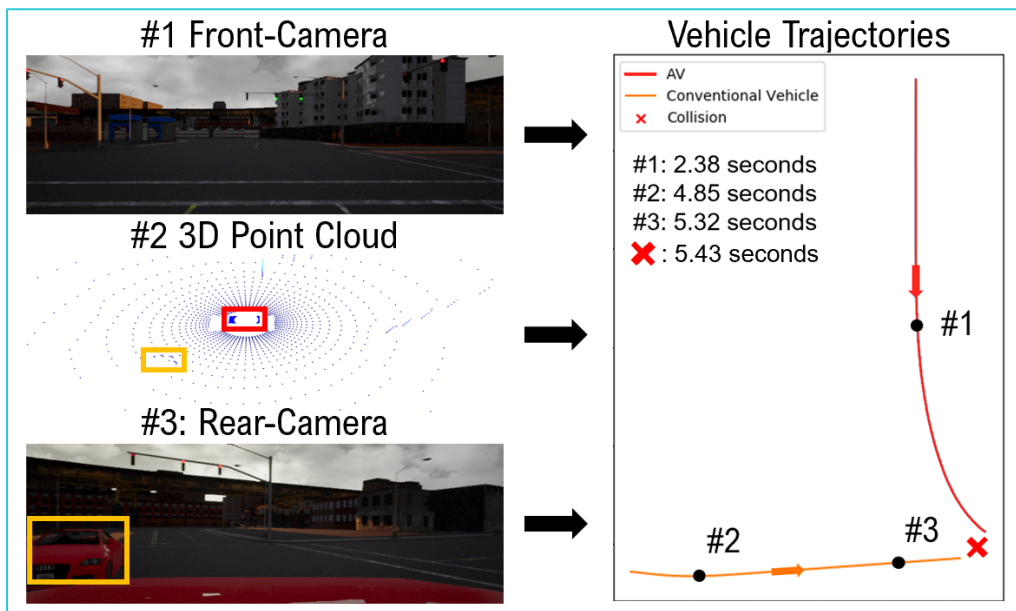 #1 Front-Camera
#2 3D Point Cloud
#3: Rear-Camera
Vehicle Trajectories
AV
Conventional Vehicle
Collision
#1: 2.38 seconds
#2: 4.85 seconds
#3: 5.32 seconds
: 5.43 seconds
#1
#2
#3